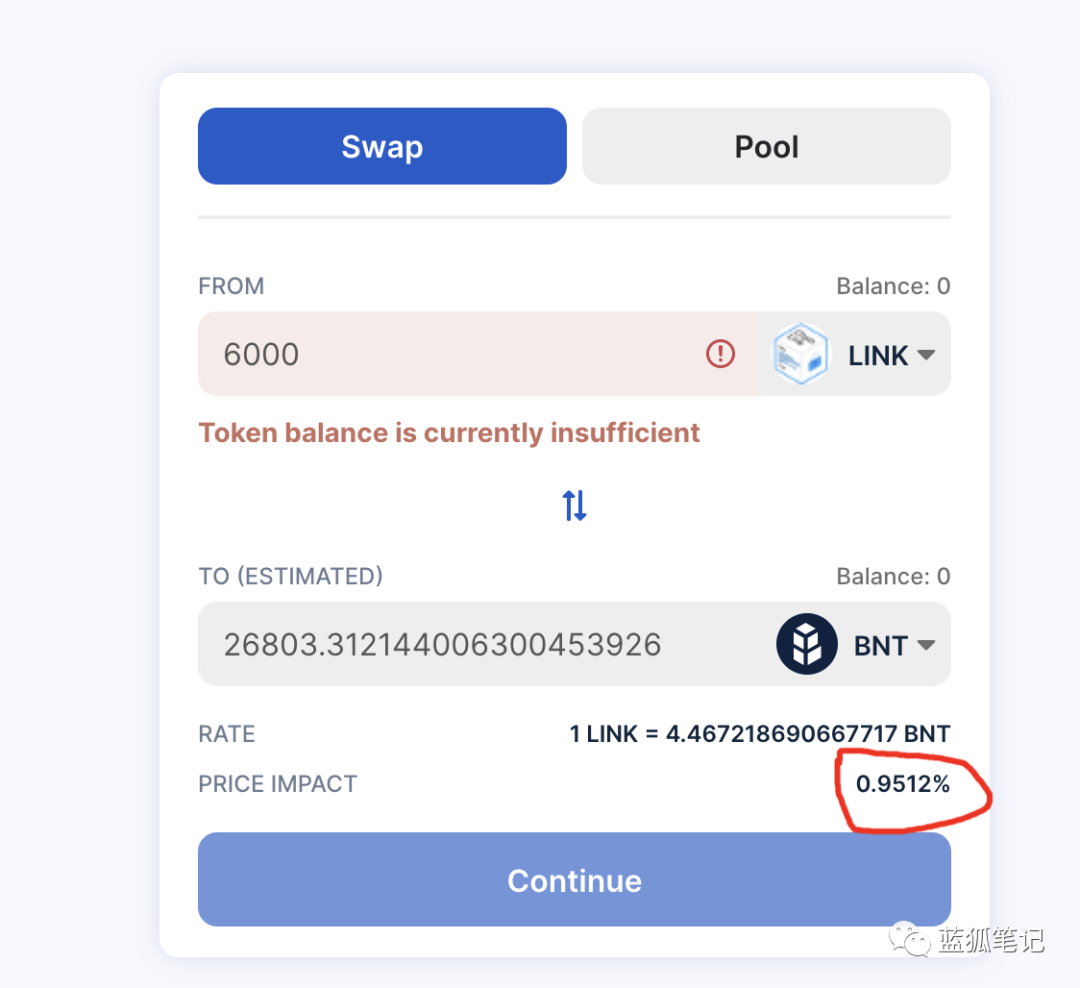 Swap Pool
FROM Balance: 0
6000 LINK
Token balance is currently insufficient
TO (ESTIMATED) Balance: 0
26803.312144006300453926 BNT
RATE 1 LINK = 4.467218690667717 BNT
PRICE IMPACT 0.9512%
Continue
蓝狐笔记